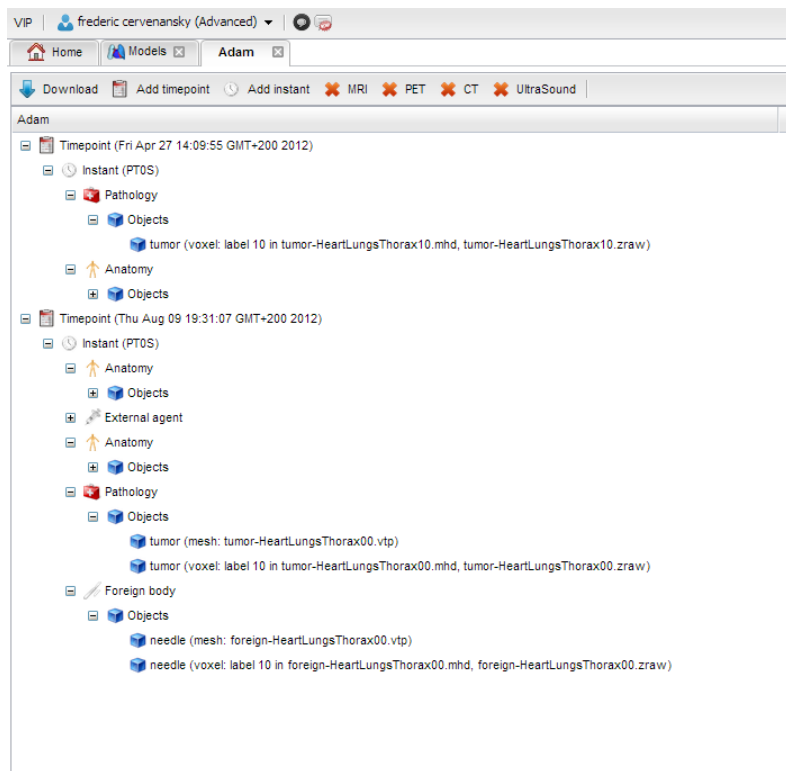 VIP frederic cervenansky (Advanced)
Home Models Adam
Download Add timepoint Add instant MRI PET CT UltraSound
Adam
Timepoint (Fri Apr 27 14:09:55 GMT+200 2012)
Instant (PT0S)
Pathology
Objects
tumor (voxel: label 10 in tumor-HeartLungsThorax10.mhd, tumor-HeartLungsThorax10.zraw)
Anatomy
Objects
Timepoint (Thu Aug 09 19:31:07 GMT+200 2012)
Instant (PT0S)
Anatomy
Objects
External agent
Anatomy
Objects
Pathology
Objects
tumor (mesh: tumor-HeartLungsThorax00.vtp)
tumor (voxel: label 10 in tumor-HeartLungsThorax00.mhd, tumor-HeartLungsThorax00.zraw)
Foreign body
Objects
needle (mesh: foreign-HeartLungsThorax00.vtp)
needle (voxel: label 10 in foreign-HeartLungsThorax00.mhd, foreign-HeartLungsThorax00.zraw)